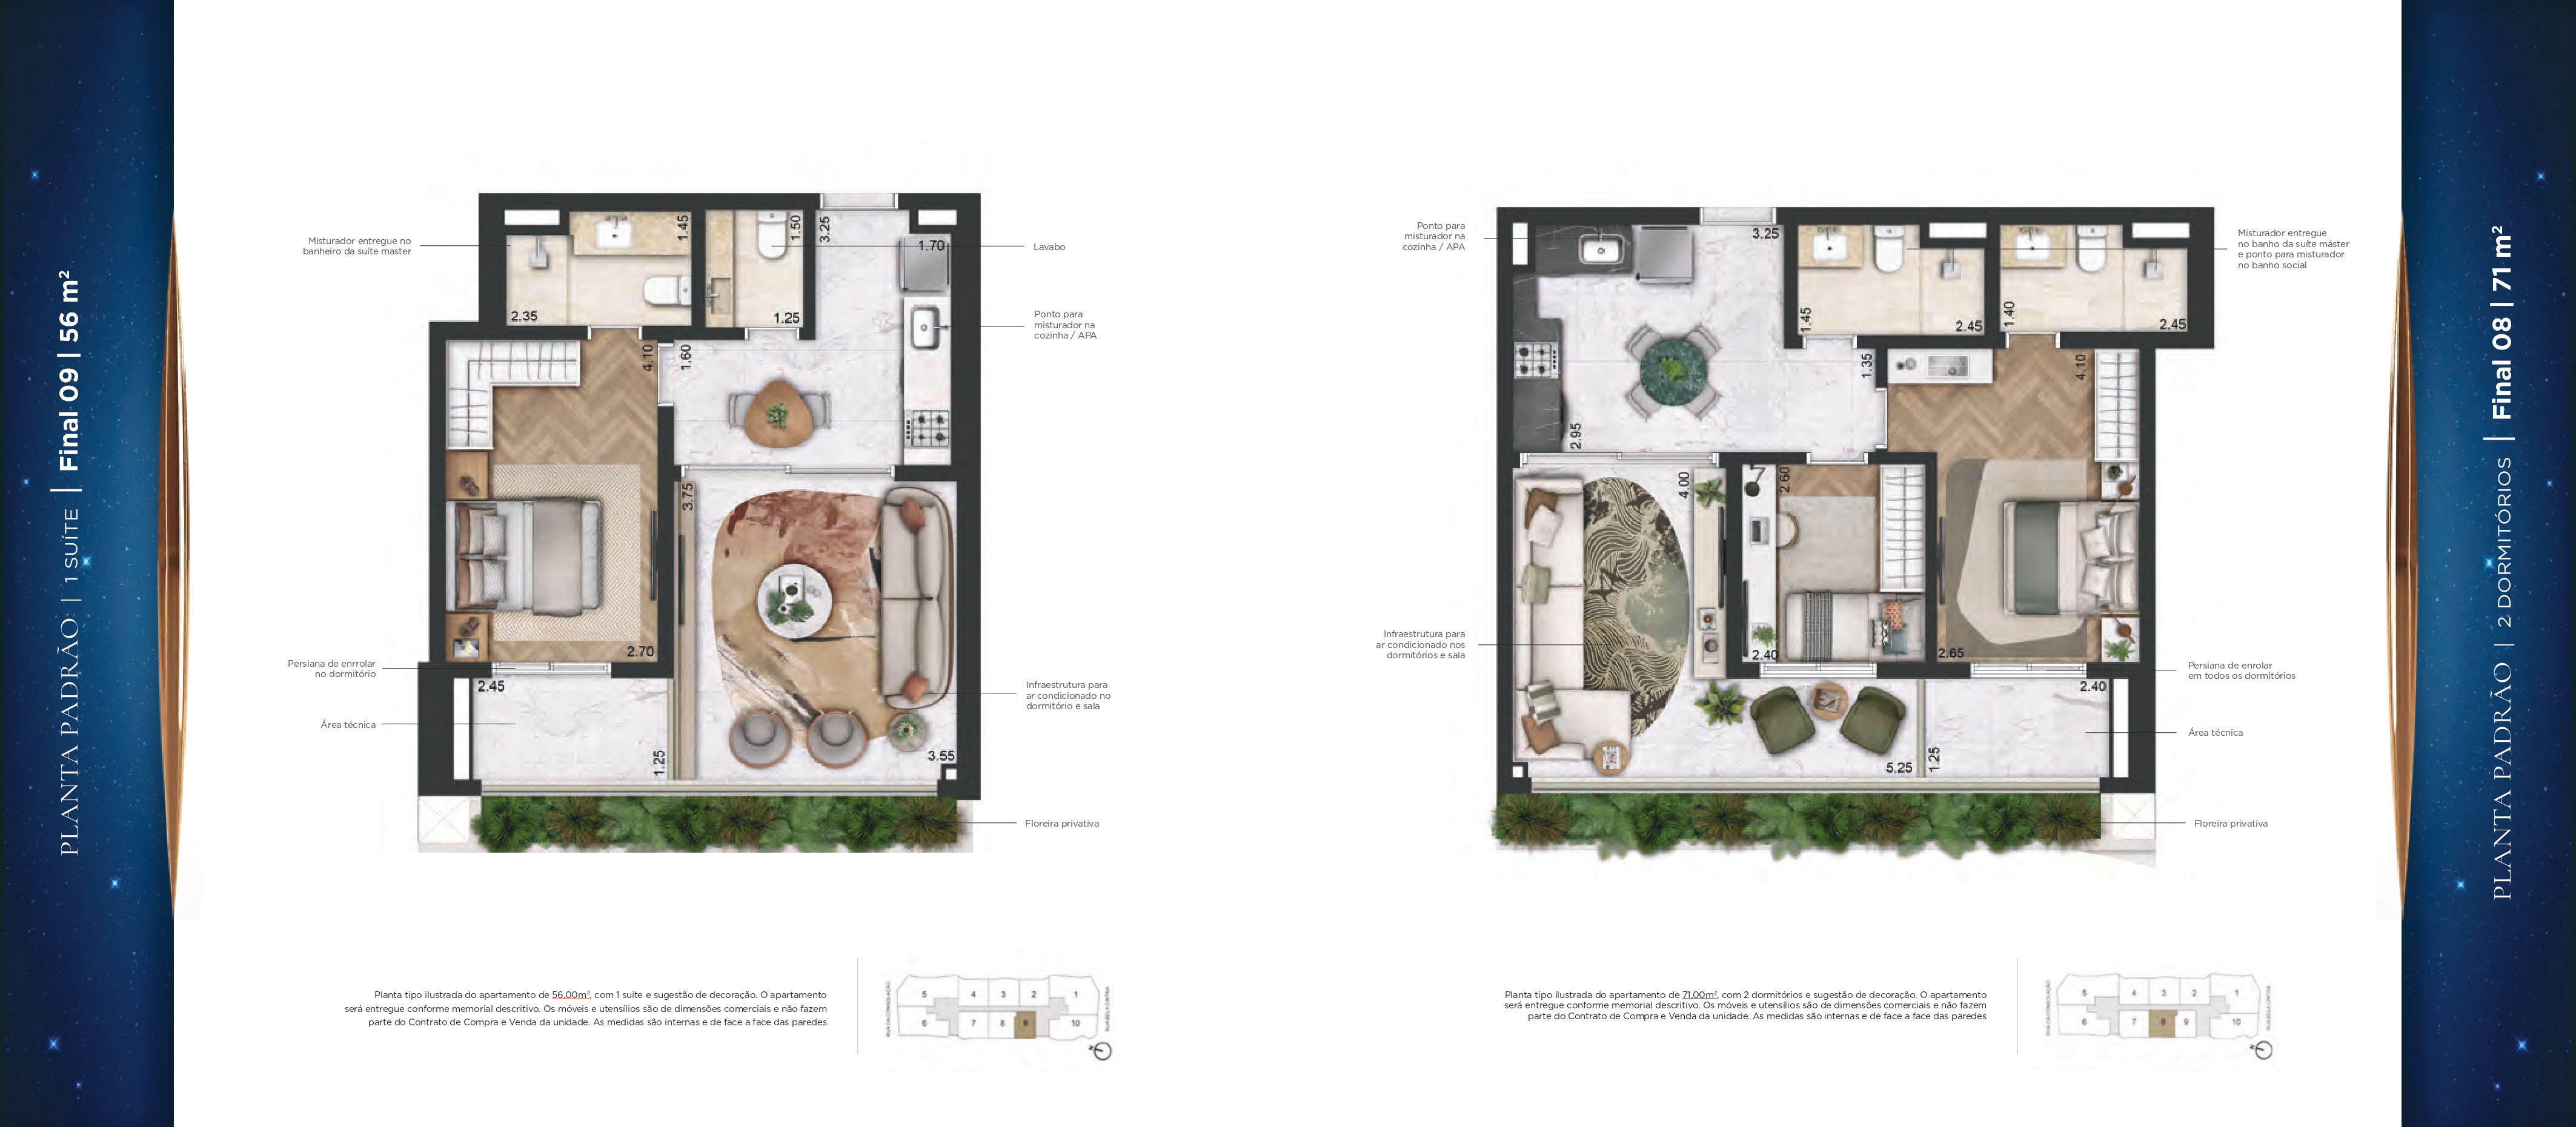 PLANTA PADRÃO | 1 SUÍTE | Final 09 | 56 m²
Misturador entregue no
banheiro da suíte master
Persiana de enrrolar
no dormitório
Área técnica
Lavabo
Ponto para
misturador na
cozinha / APA
Infraestrutura para
ar condicionado no
dormitório e sala
Floreira privativa
1.45
2.35
1.50
1.25
3.25
1.70
4.10
1.60
3.75
2.70
2.45
1.25
3.55
Planta tipo ilustrada do apartamento de 56,00m², com 1 suíte e sugestão de decoração. O apartamento
será entregue conforme memorial descritivo. Os móveis e utensílios são de dimensões comerciais e não fazem
parte do Contrato de Compra e Venda da unidade. As medidas são internas e de face a face das paredes
RUA DA CONSOLAÇÃO
5
4
3
2
1
6
7
8
9
10
RUA BELA CINTRA
N
Ponto para
misturador na
cozinha / APA
Infraestrutura para
ar condicionado nos
dormitórios e sala
Misturador entregue
no banho da suíte máster
e ponto para misturador
no banho social
Persiana de enrolar
em todos os dormitórios
Área técnica
Floreira privativa
3.25
1.45
2.45
1.40
2.45
1.35
4.10
2.95
4.00
2.60
2.40
2.65
2.40
5.25
1.25
Planta tipo ilustrada do apartamento de 71,00m², com 2 dormitórios e sugestão de decoração. O apartamento
será entregue conforme memorial descritivo. Os móveis e utensílios são de dimensões comerciais e não fazem
parte do Contrato de Compra e Venda da unidade. As medidas são internas e de face a face das paredes
RUA DA CONSOLAÇÃO
5
4
3
2
1
6
7
8
9
10
RUA BELA CINTRA
N
PLANTA PADRÃO | 2 DORMITÓRIOS | Final 08 | 71 m²